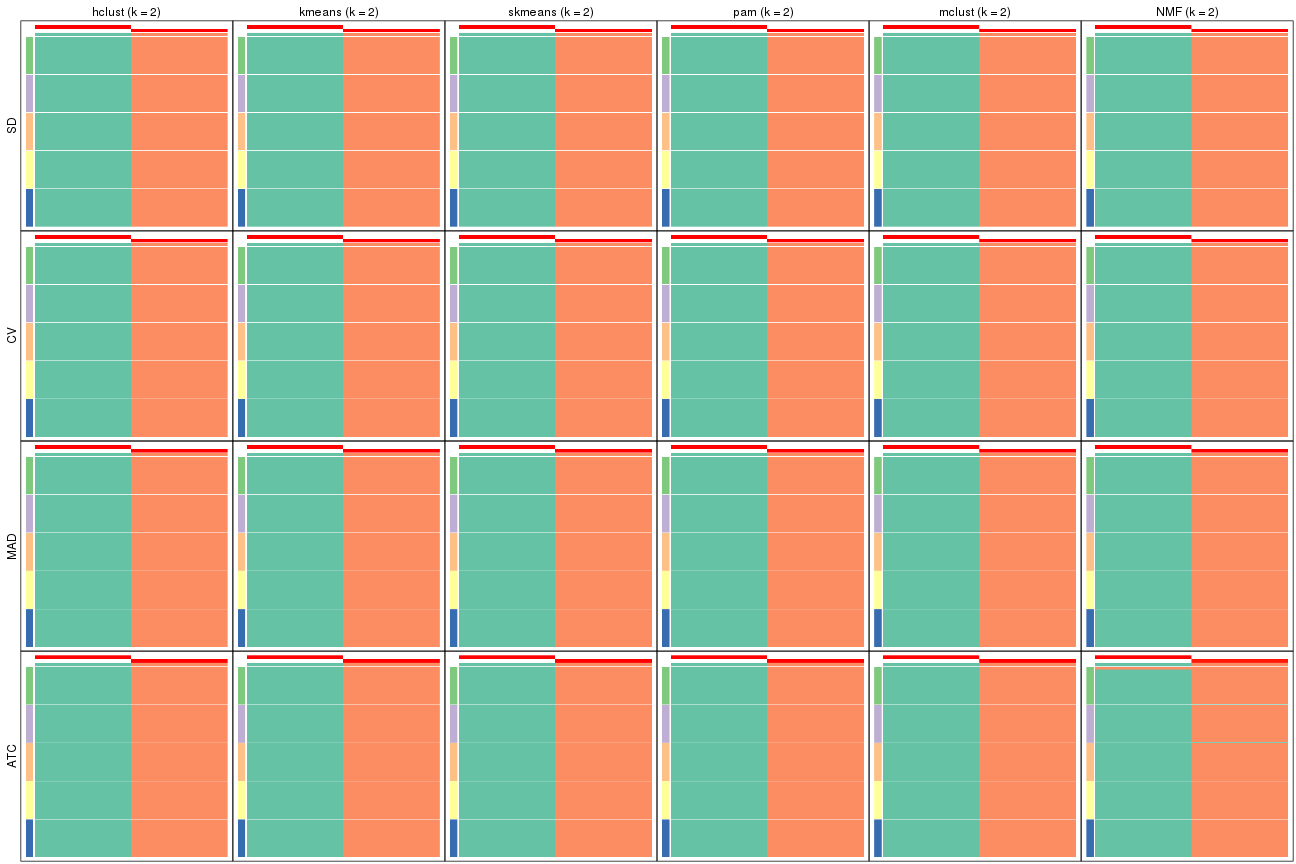 hclust (k = 2) kmeans (k = 2) skmeans (k = 2) pam (k = 2) mclust (k = 2) NMF (k = 2)
SD
CV
MAD
ATC